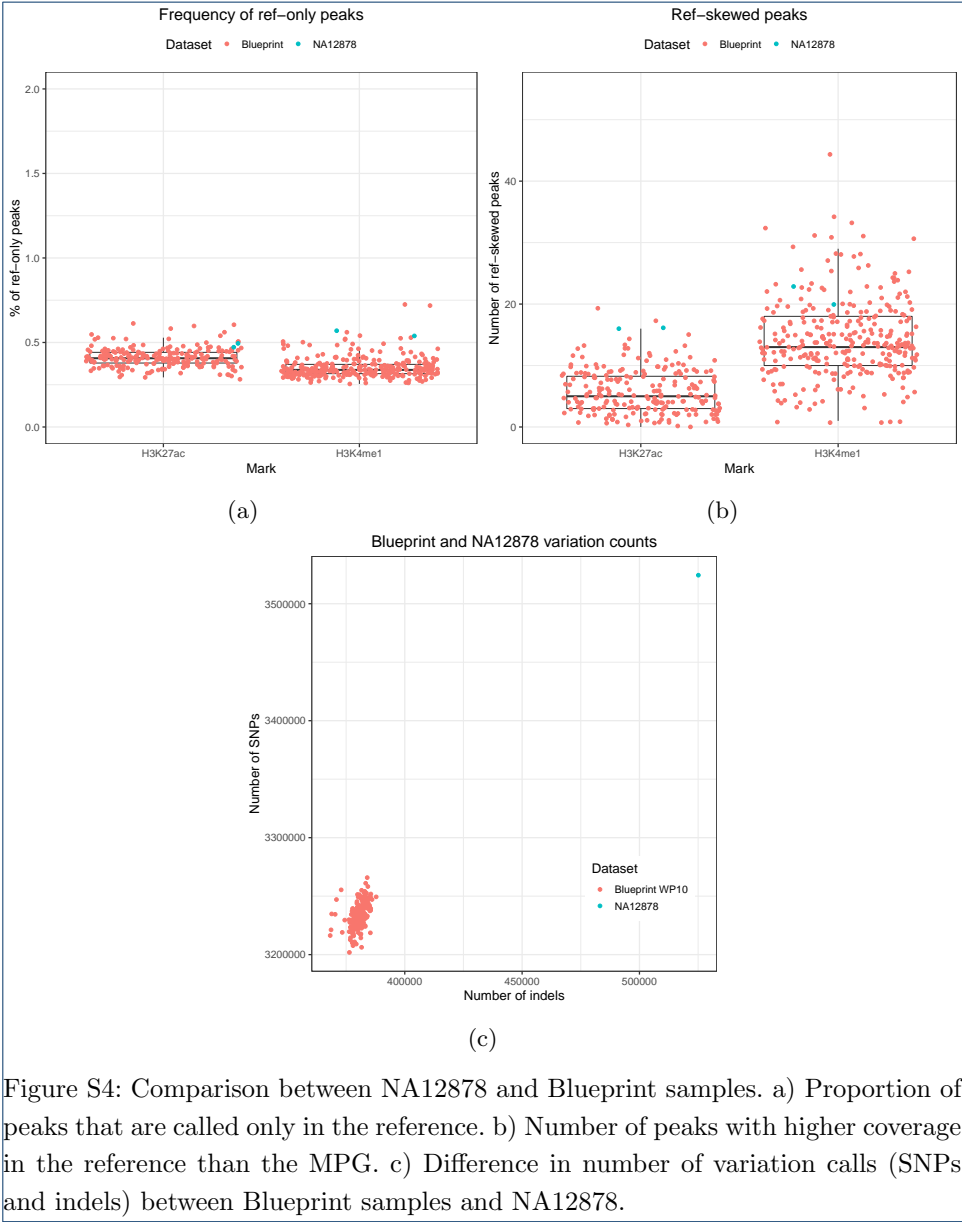 Frequency of ref−only peaks
Dataset Blueprint NA12878
2.0
1.5
1.0
0.5
0.0
% of ref−only peaks
H3K27ac H3K4me1
Mark
(a)
Ref−skewed peaks
Dataset Blueprint NA12878
40
20
0
Number of ref−skewed peaks
H3K27ac H3K4me1
Mark
(b)
Blueprint and NA12878 variation counts
3500000
3400000
3300000
3200000
Number of SNPs
Dataset
Blueprint WP10
NA12878
400000 450000 500000
Number of indels
(c)
Figure S4: Comparison between NA12878 and Blueprint samples. a) Proportion of
peaks that are called only in the reference. b) Number of peaks with higher coverage
in the reference than the MPG. c) Difference in number of variation calls (SNPs
and indels) between Blueprint samples and NA12878.